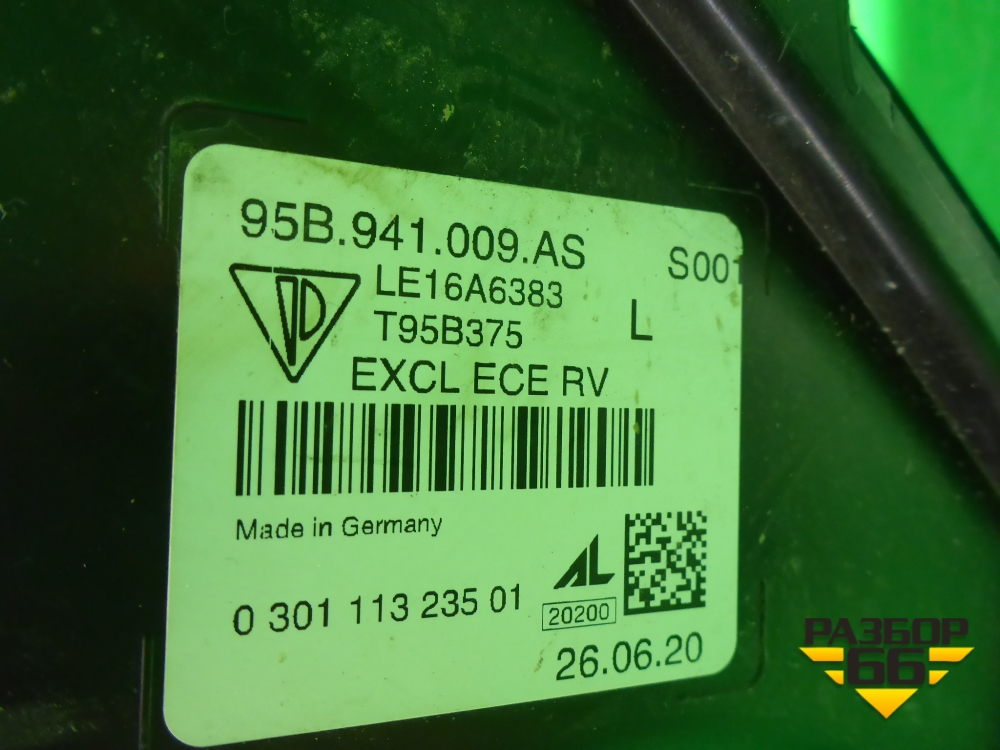 95B.941.009.AS
S001
LE16A6383
L
T95B375
EXCL ECE RV
Made in Germany
AL
0 301 113 235 01
20200
26.06.20
РАЗБОР
66